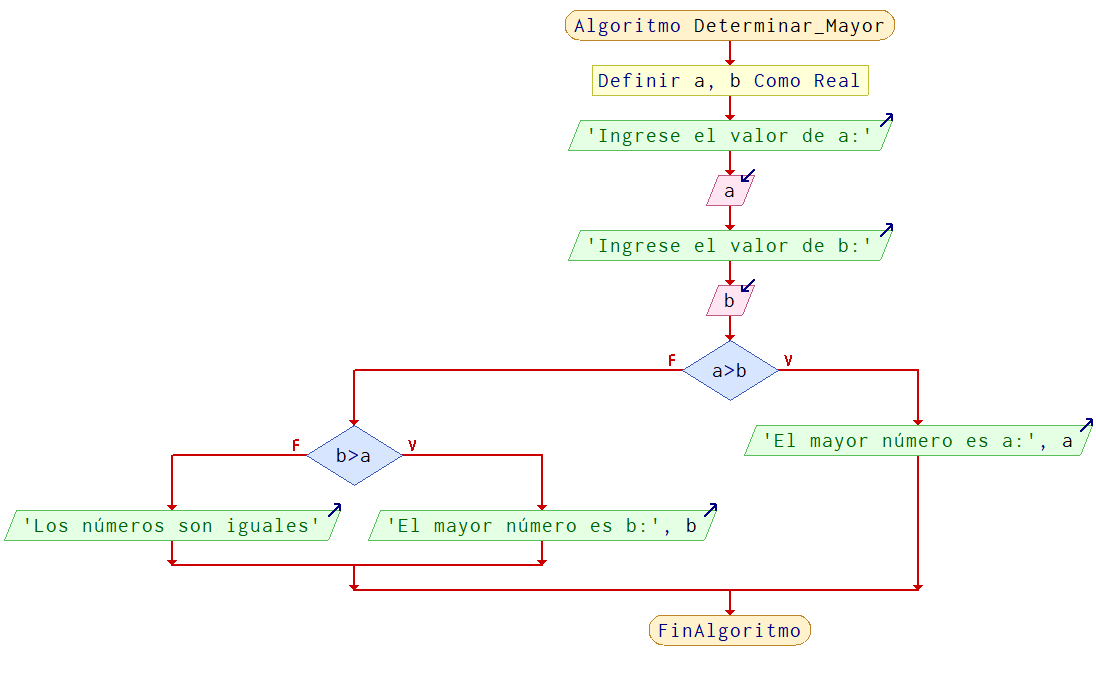 Algoritmo Determinar_Mayor
Definir a, b Como Real
'Ingrese el valor de a:'
a
'Ingrese el valor de b:'
b
a>b
F
V
'El mayor número es a:', a
b>a
F
V
'Los números son iguales'
'El mayor número es b:', b
FinAlgoritmo